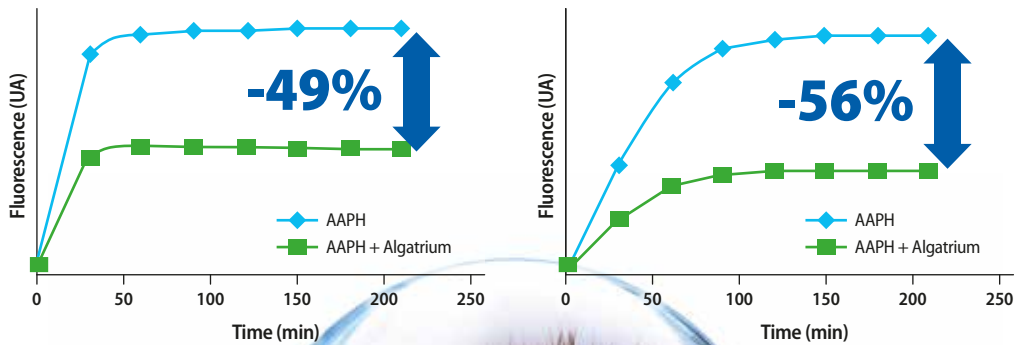 Fluorescence (UA)
-49%
AAPH
AAPH + Algatrium
0 50 100 150 200 250
Time (min)
Fluorescence (UA)
-56%
AAPH
AAPH + Algatrium
0 50 100 150 200 250
Time (min)